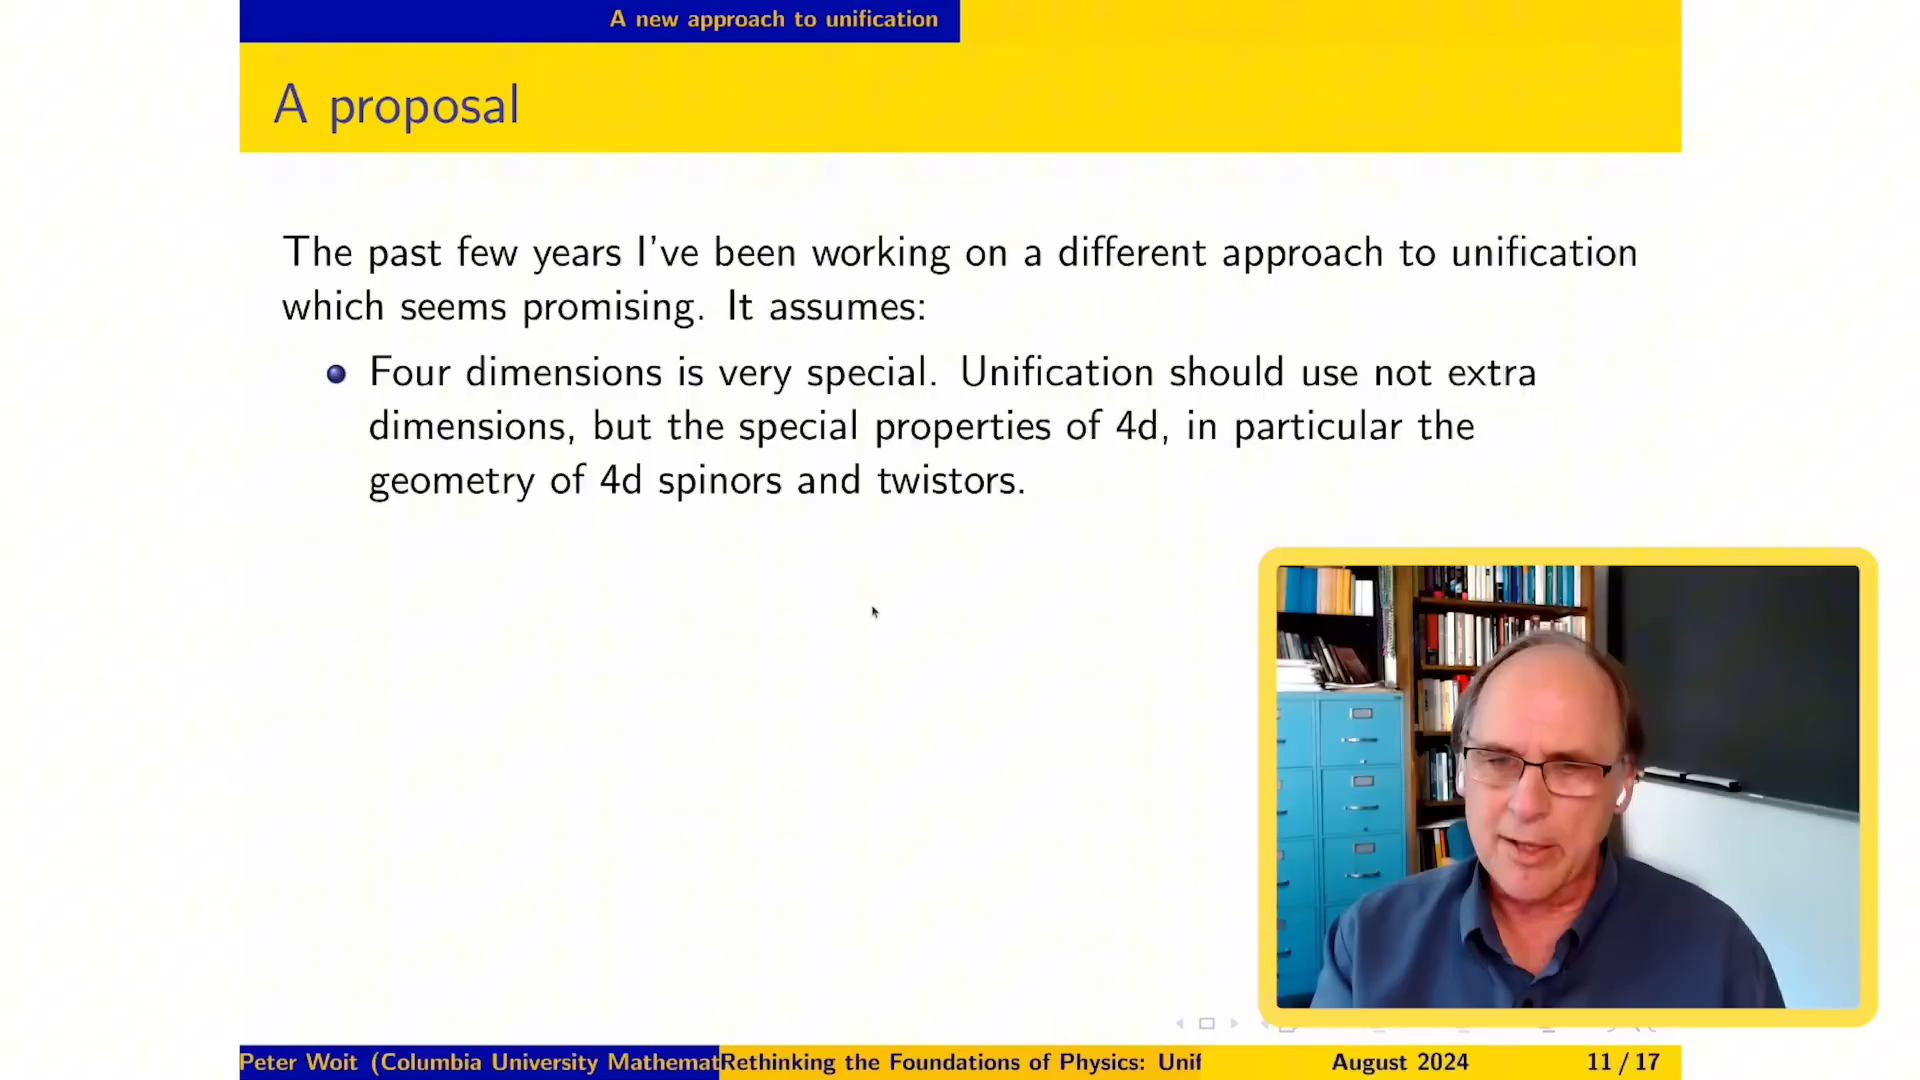 A new approach to unification
A proposal
The past few years I've been working on a different approach to unification
which seems promising. It assumes:
Four dimensions is very special. Unification should use not extra
dimensions, but the special properties of 4d, in particular the
geometry of 4d spinors and twistors.
Peter Woit (Columbia University Mathemat
Rethinking the Foundations of Physics: Unif
August 2024
11 / 17